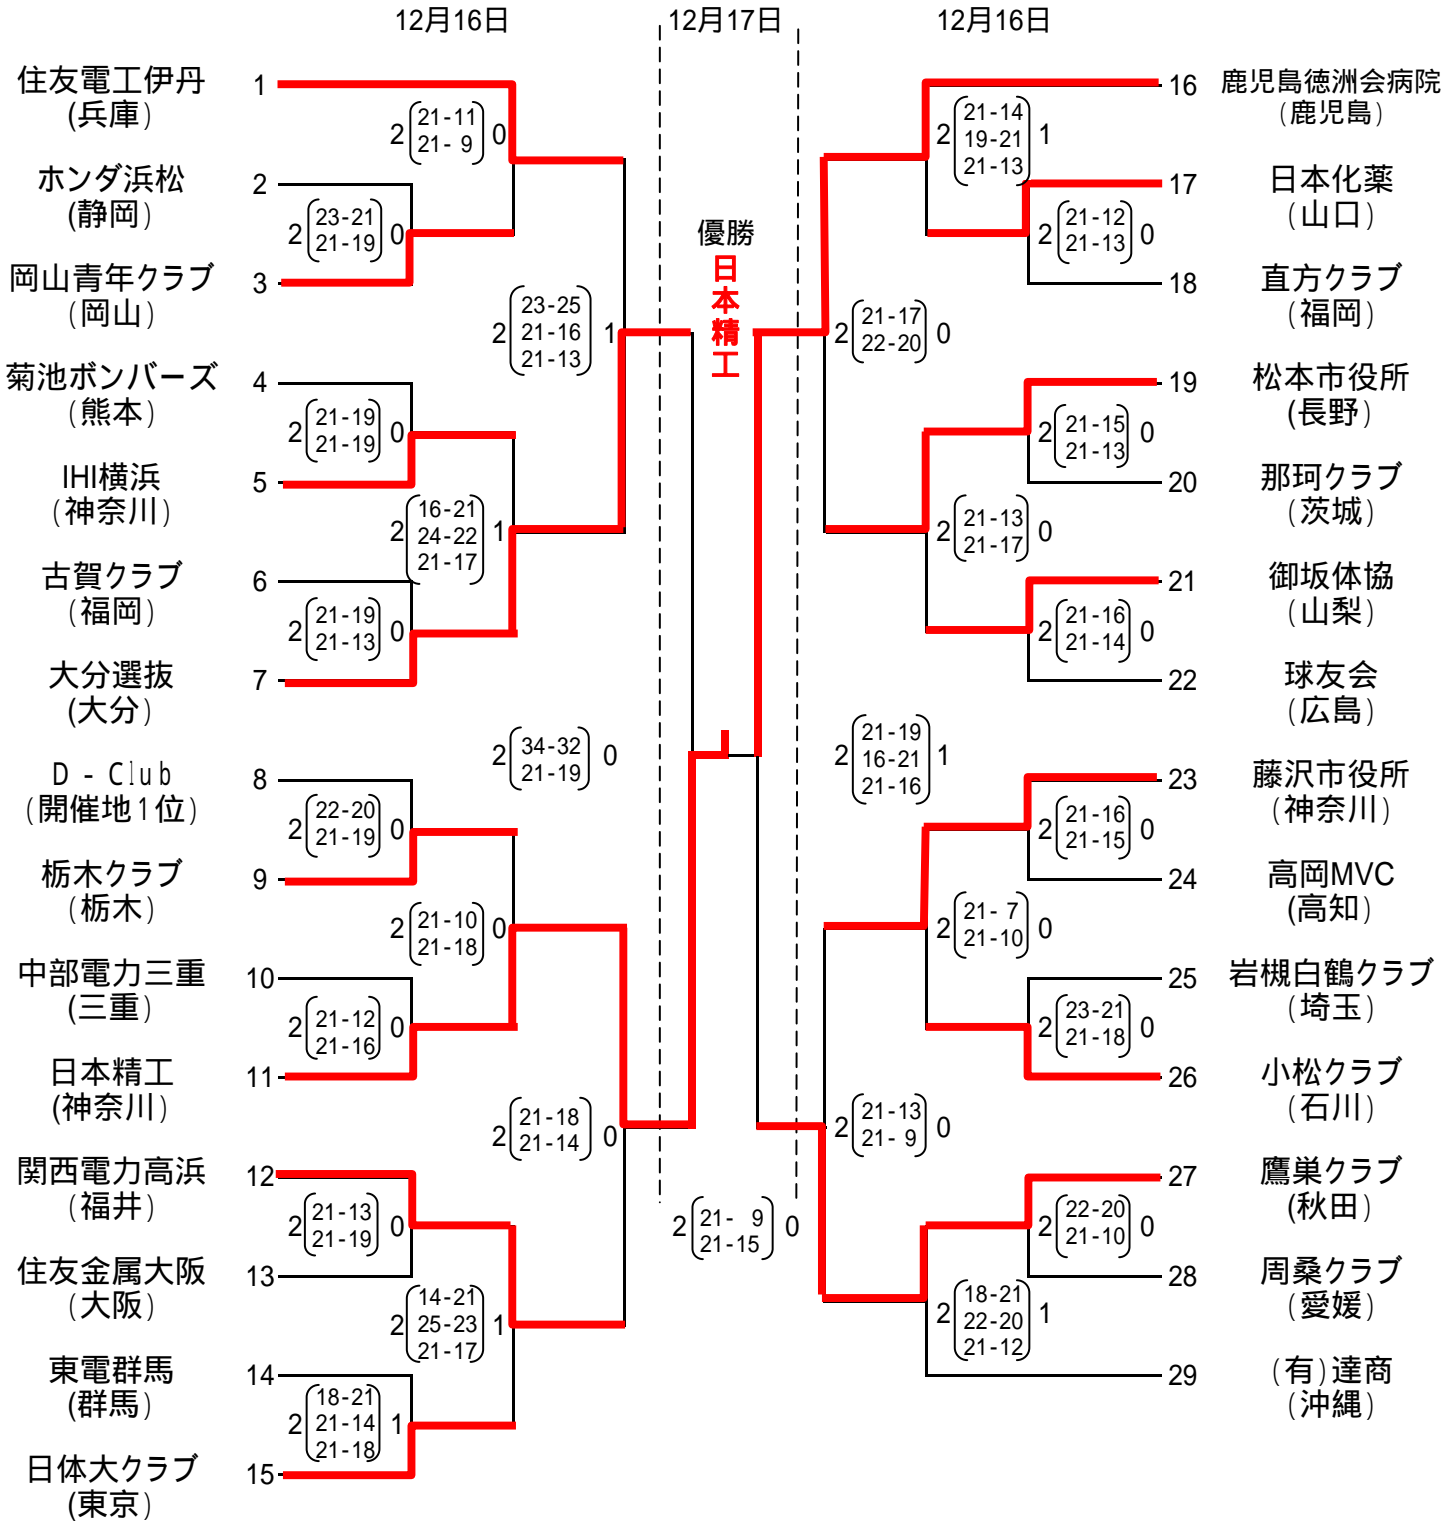 12月16日 12月17日 12月16日
住友電工伊丹 1
(兵庫)
2 21-11 0
21- 9
ホンダ浜松 2
(静岡)
2 23-21 0
21-19
岡山青年クラブ 3
(岡山)
2 23-25 1
21-16
21-13
菊池ボンバーズ 4
(熊本)
2 21-19 0
21-19
IHI横浜 5
(神奈川)
2 16-21 1
24-22
21-17
古賀クラブ 6
(福岡)
2 21-19 0
21-13
大分選抜 7
(大分)
2 34-32 0
21-19
D - Club 8
(開催地1位)
2 22-20 0
21-19
栃木クラブ 9
(栃木)
2 21-10 0
21-18
中部電力三重 10
(三重)
2 21-12 0
21-16
日本精工 11
(神奈川)
2 21-18 0
21-14
関西電力高浜 12
(福井)
2 21-13 0
21-19
住友金属大阪 13
(大阪)
2 14-21 1
25-23
21-17
東電群馬 14
(群馬)
2 18-21 1
21-14
21-18
日体大クラブ 15
(東京)
優勝
日本精工
2 21- 9 0
21-15
16 鹿児島徳洲会病院
(鹿児島)
2 21-14 1
19-21
21-13
17 日本化薬
(山口)
2 21-12 0
21-13
18 直方クラブ
(福岡)
2 21-17 0
22-20
19 松本市役所
(長野)
2 21-15 0
21-13
20 那珂クラブ
(茨城)
2 21-13 0
21-17
21 御坂体協
(山梨)
2 21-16 0
21-14
22 球友会
(広島)
2 21-19 1
16-21
21-16
23 藤沢市役所
(神奈川)
2 21-16 0
21-15
24 高岡MVC
(高知)
2 21- 7 0
21-10
25 岩槻白鶴クラブ
(埼玉)
2 23-21 0
21-18
26 小松クラブ
(石川)
2 21-13 0
21- 9
27 鷹巣クラブ
(秋田)
2 22-20 0
21-10
28 周桑クラブ
(愛媛)
2 18-21 1
22-20
21-12
29 (有)達商
(沖縄)